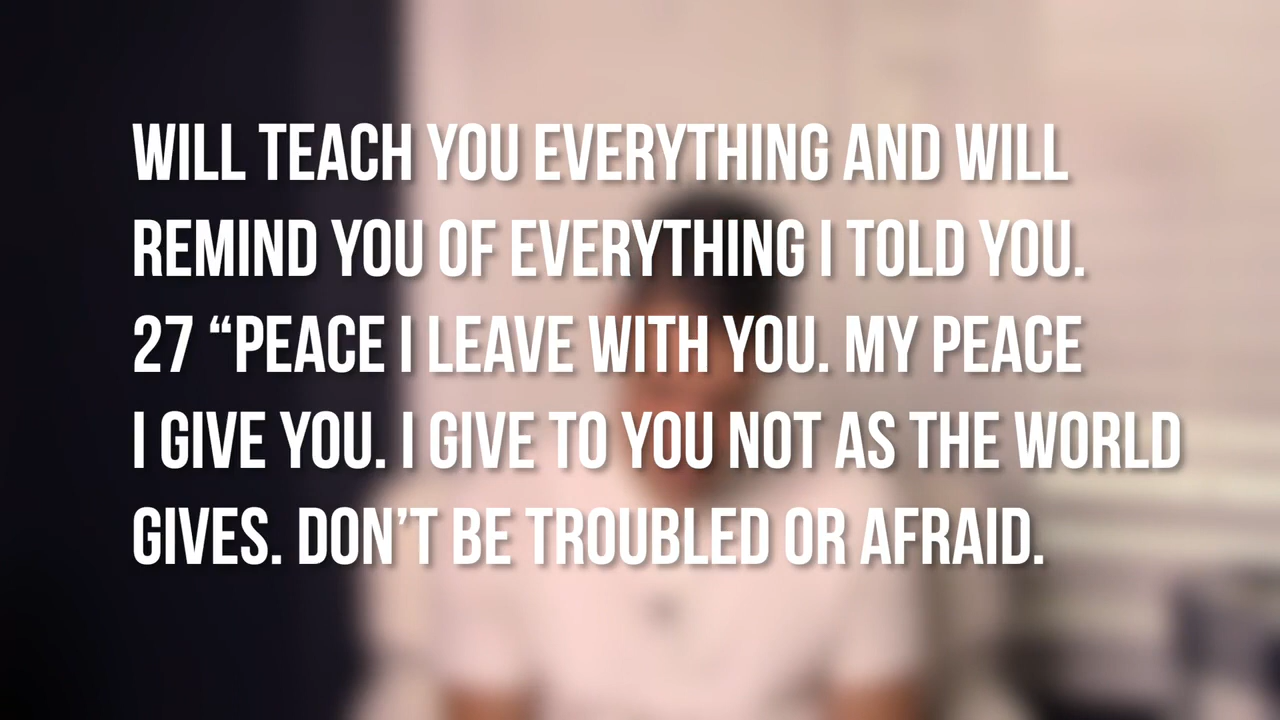 WILL TEACH YOU EVERYTHING AND WILL
REMIND YOU OF EVERYTHING I TOLD YOU.
27 “PEACE I LEAVE WITH YOU. MY PEACE
I GIVE YOU. I GIVE TO YOU NOT AS THE WORLD
GIVES. DON’T BE TROUBLED OR AFRAID.